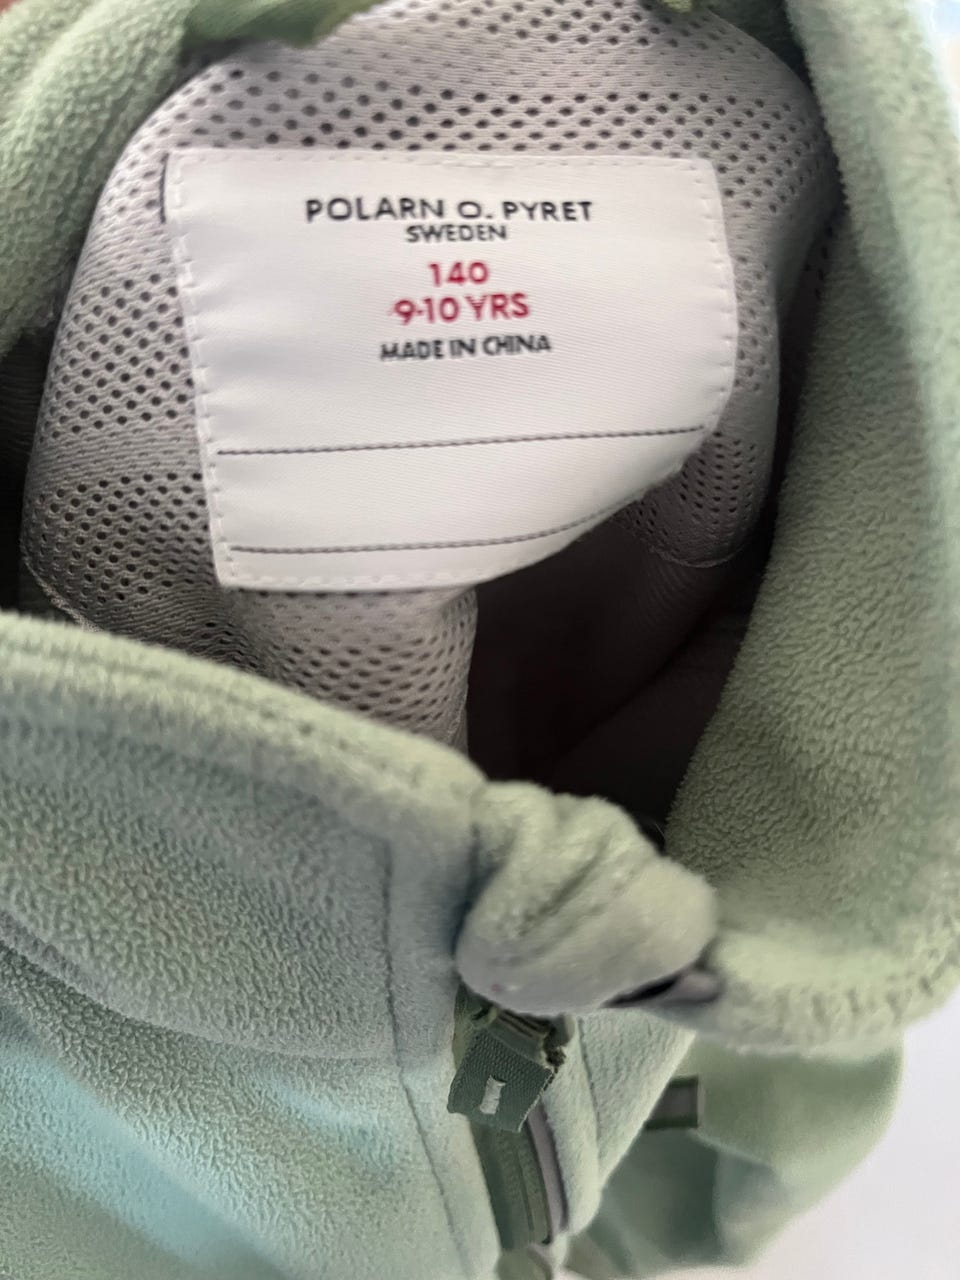 POLARN O. PYRET
SWEDEN
140
9-10 YRS
MADE IN CHINA